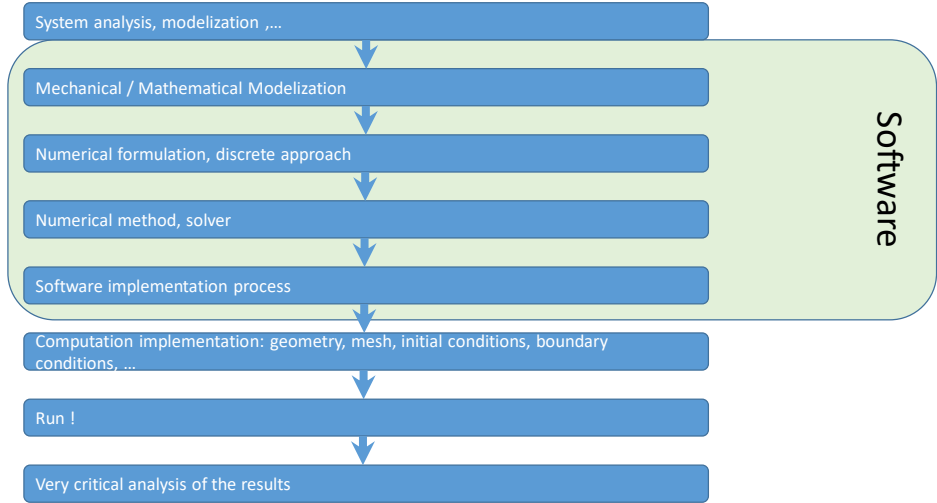 System analysis, modelization ,...
Mechanical / Mathematical Modelization
Numerical formulation, discrete approach
Numerical method, solver
Software implementation process
Computation implementation: geometry, mesh, initial conditions, boundary
conditions, ...
Run !
Very critical analysis of the results
Software